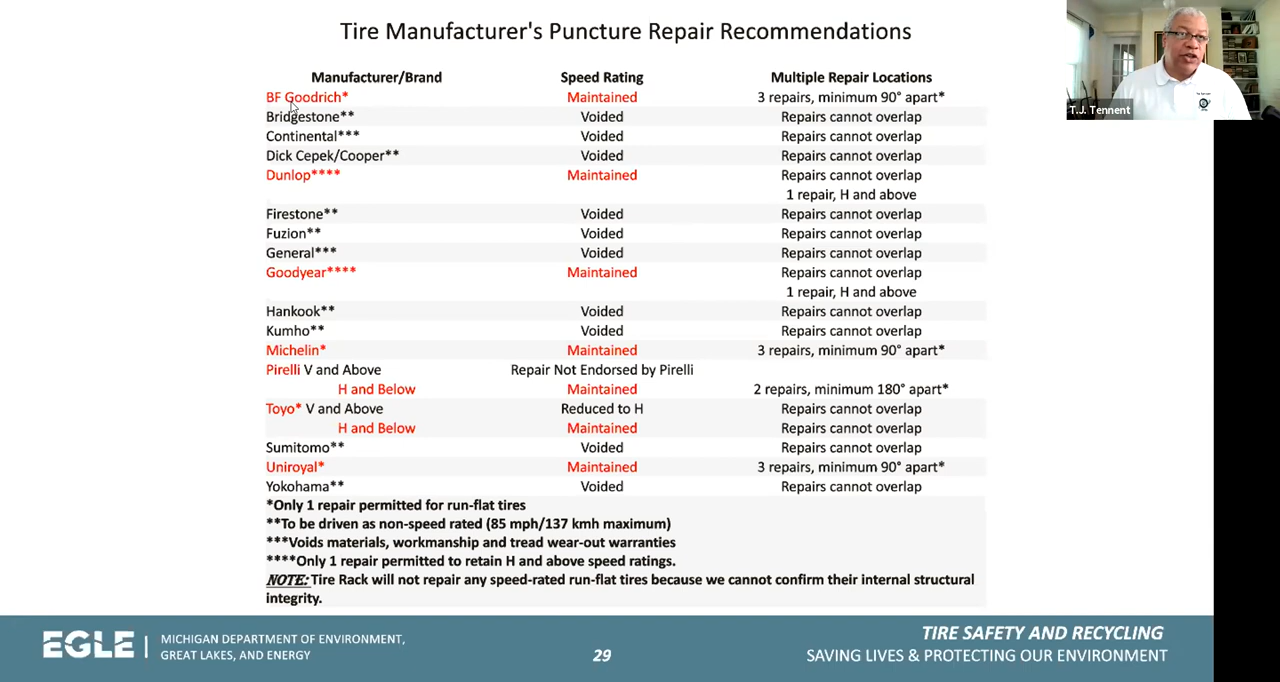 Tire Manufacturer's Puncture Repair Recommendations
Manufacturer/Brand Speed Rating Multiple Repair Locations
BF Goodrich* Maintained 3 repairs, minimum 90° apart*
Bridgestone** Voided Repairs cannot overlap
Continental*** Voided Repairs cannot overlap
Dick Cepek/Cooper** Voided Repairs cannot overlap
Dunlop**** Maintained Repairs cannot overlap
1 repair, H and above
Firestone** Voided Repairs cannot overlap
Fuzion** Voided Repairs cannot overlap
General*** Voided Repairs cannot overlap
Goodyear**** Maintained Repairs cannot overlap
1 repair, H and above
Hankook** Voided Repairs cannot overlap
Kumho** Voided Repairs cannot overlap
Michelin* Maintained 3 repairs, minimum 90° apart*
Pirelli V and Above Repair Not Endorsed by Pirelli
H and Below Maintained 2 repairs, minimum 180° apart*
Toyo* V and Above Reduced to H Repairs cannot overlap
H and Below Maintained Repairs cannot overlap
Sumitomo** Voided Repairs cannot overlap
Uniroyal* Maintained 3 repairs, minimum 90° apart*
Yokohama** Voided Repairs cannot overlap
*Only 1 repair permitted for run-flat tires
**To be driven as non-speed rated (85 mph/137 kmh maximum)
***Voids materials, workmanship and tread wear-out warranties
****Only 1 repair permitted to retain H and above speed ratings.
NOTE: Tire Rack will not repair any speed-rated run-flat tires because we cannot confirm their internal structural
integrity.
T.J. Tennent
EGLE
MICHIGAN DEPARTMENT OF ENVIRONMENT,
GREAT LAKES, AND ENERGY
29
TIRE SAFETY AND RECYCLING
SAVING LIVES & PROTECTING OUR ENVIRONMENT